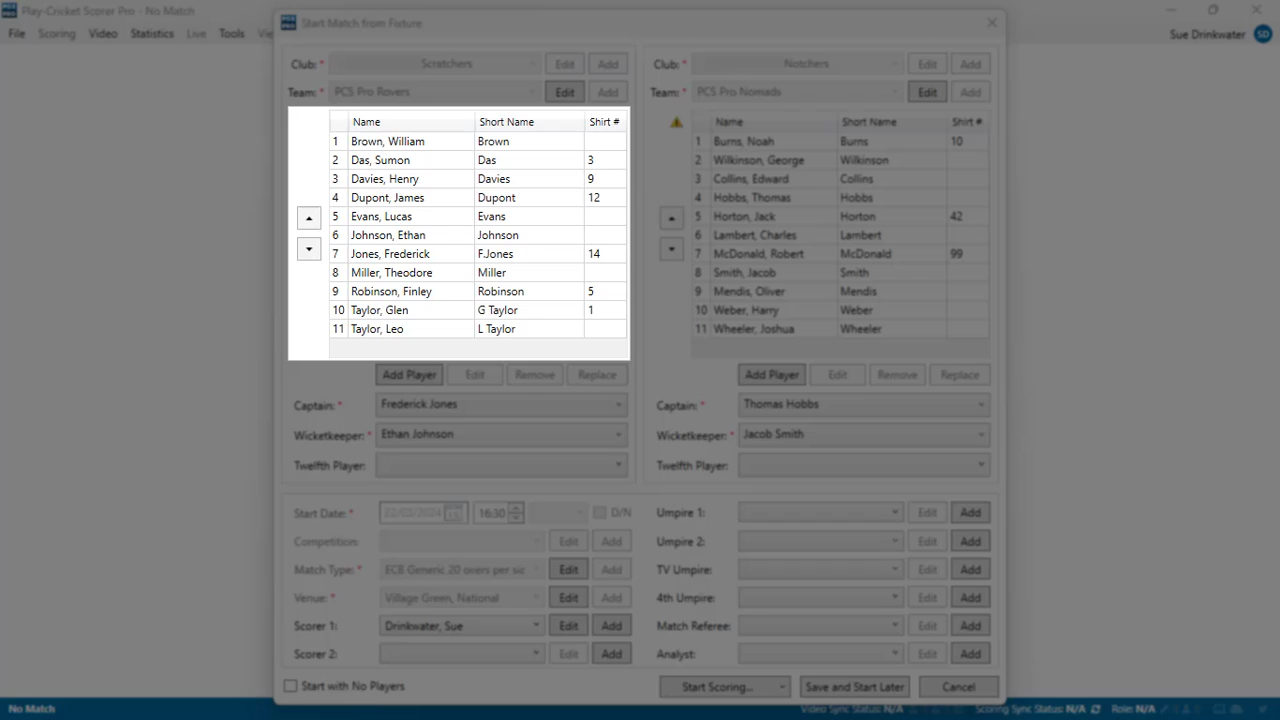 Play-Cricket Scorer Pro - No Match
File Scoring Video Statistics Live Tools Vie
Sue Drinkwater SD
Start Match from Fixture
Club: * Scratchers Edit Add
Team: * PCS Pro Rovers Edit Add
Name Short Name Shirt #
1 Brown, William Brown
2 Das, Sumon Das 3
3 Davies, Henry Davies 9
4 Dupont, James Dupont 12
5 Evans, Lucas Evans
6 Johnson, Ethan Johnson
7 Jones, Frederick F.Jones 14
8 Miller, Theodore Miller
9 Robinson, Finley Robinson 5
10 Taylor, Glen G Taylor 1
11 Taylor, Leo L Taylor
Add Player Edit Remove Replace
Captain: * Frederick Jones
Wicketkeeper: * Ethan Johnson
Twelfth Player:
Club: * Notchers Edit Add
Team: * PCS Pro Nomads Edit Add
Name Short Name Shirt #
1 Burns, Noah Burns 10
2 Wilkinson, George Wilkinson
3 Collins, Edward Collins
4 Hobbs, Thomas Hobbs
5 Horton, Jack Horton 42
6 Lambert, Charles Lambert
7 McDonald, Robert McDonald 99
8 Smith, Jacob Smith
9 Mendis, Oliver Mendis
10 Weber, Harry Weber
11 Wheeler, Joshua Wheeler
Add Player Edit Remove Replace
Captain: * Thomas Hobbs
Wicketkeeper: * Jacob Smith
Twelfth Player:
Start Date: * 16:30 D/N
Competition: Edit Add
Match Type: * ECB Generic 20 overs per sic Edit Add
Venue: * Village Green, National Edit Add
Scorer 1: Drinkwater, Sue Edit Add
Scorer 2: Edit Add
Umpire 1: Edit Add
Umpire 2: Edit Add
TV Umpire: Edit Add
4th Umpire: Edit Add
Match Referee: Edit Add
Analyst: Edit Add
Start with No Players
Start Scoring... Save and Start Later Cancel
No Match
Video Sync Status: N/A Scoring Sync Status: N/A Role: N/A